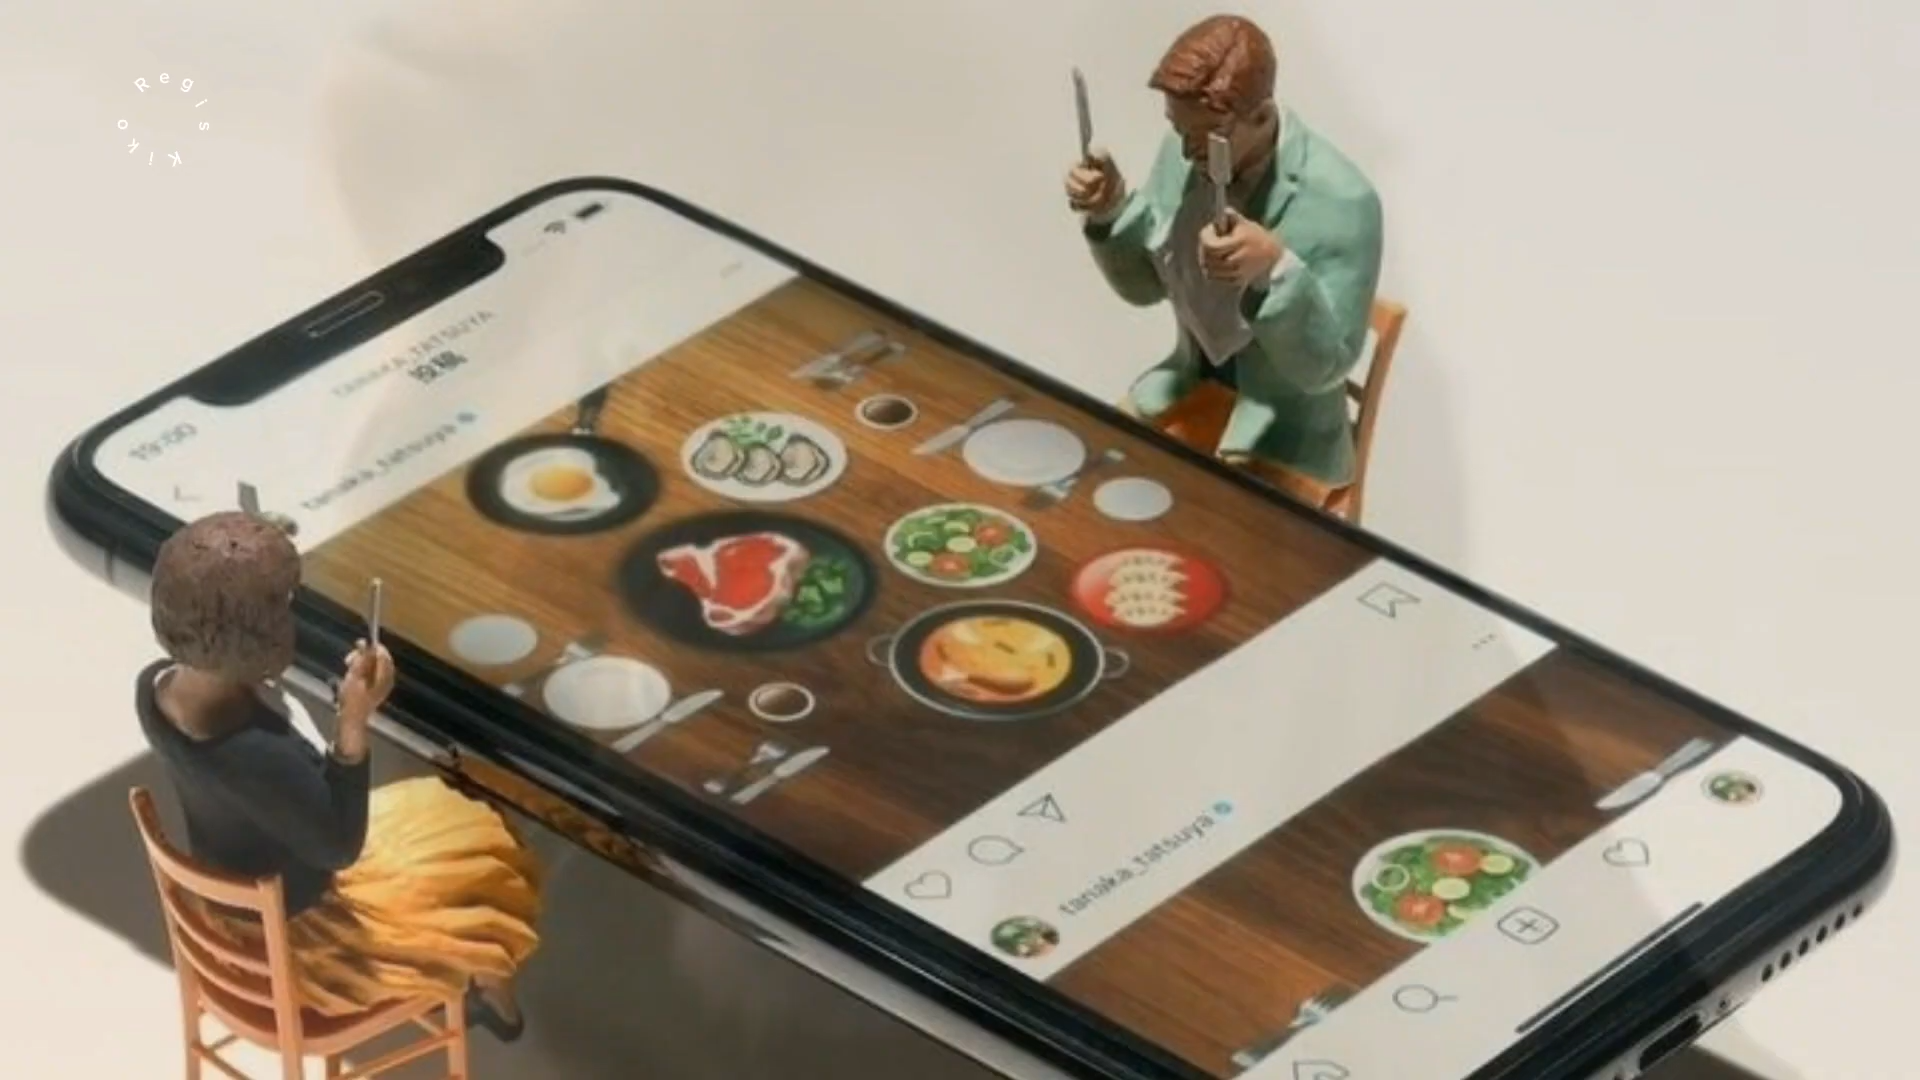 Regis
Kiko
19:00
TANAKA_TATSUYA
投稿
tanaka_tatsuya
tanaka_tatsuya